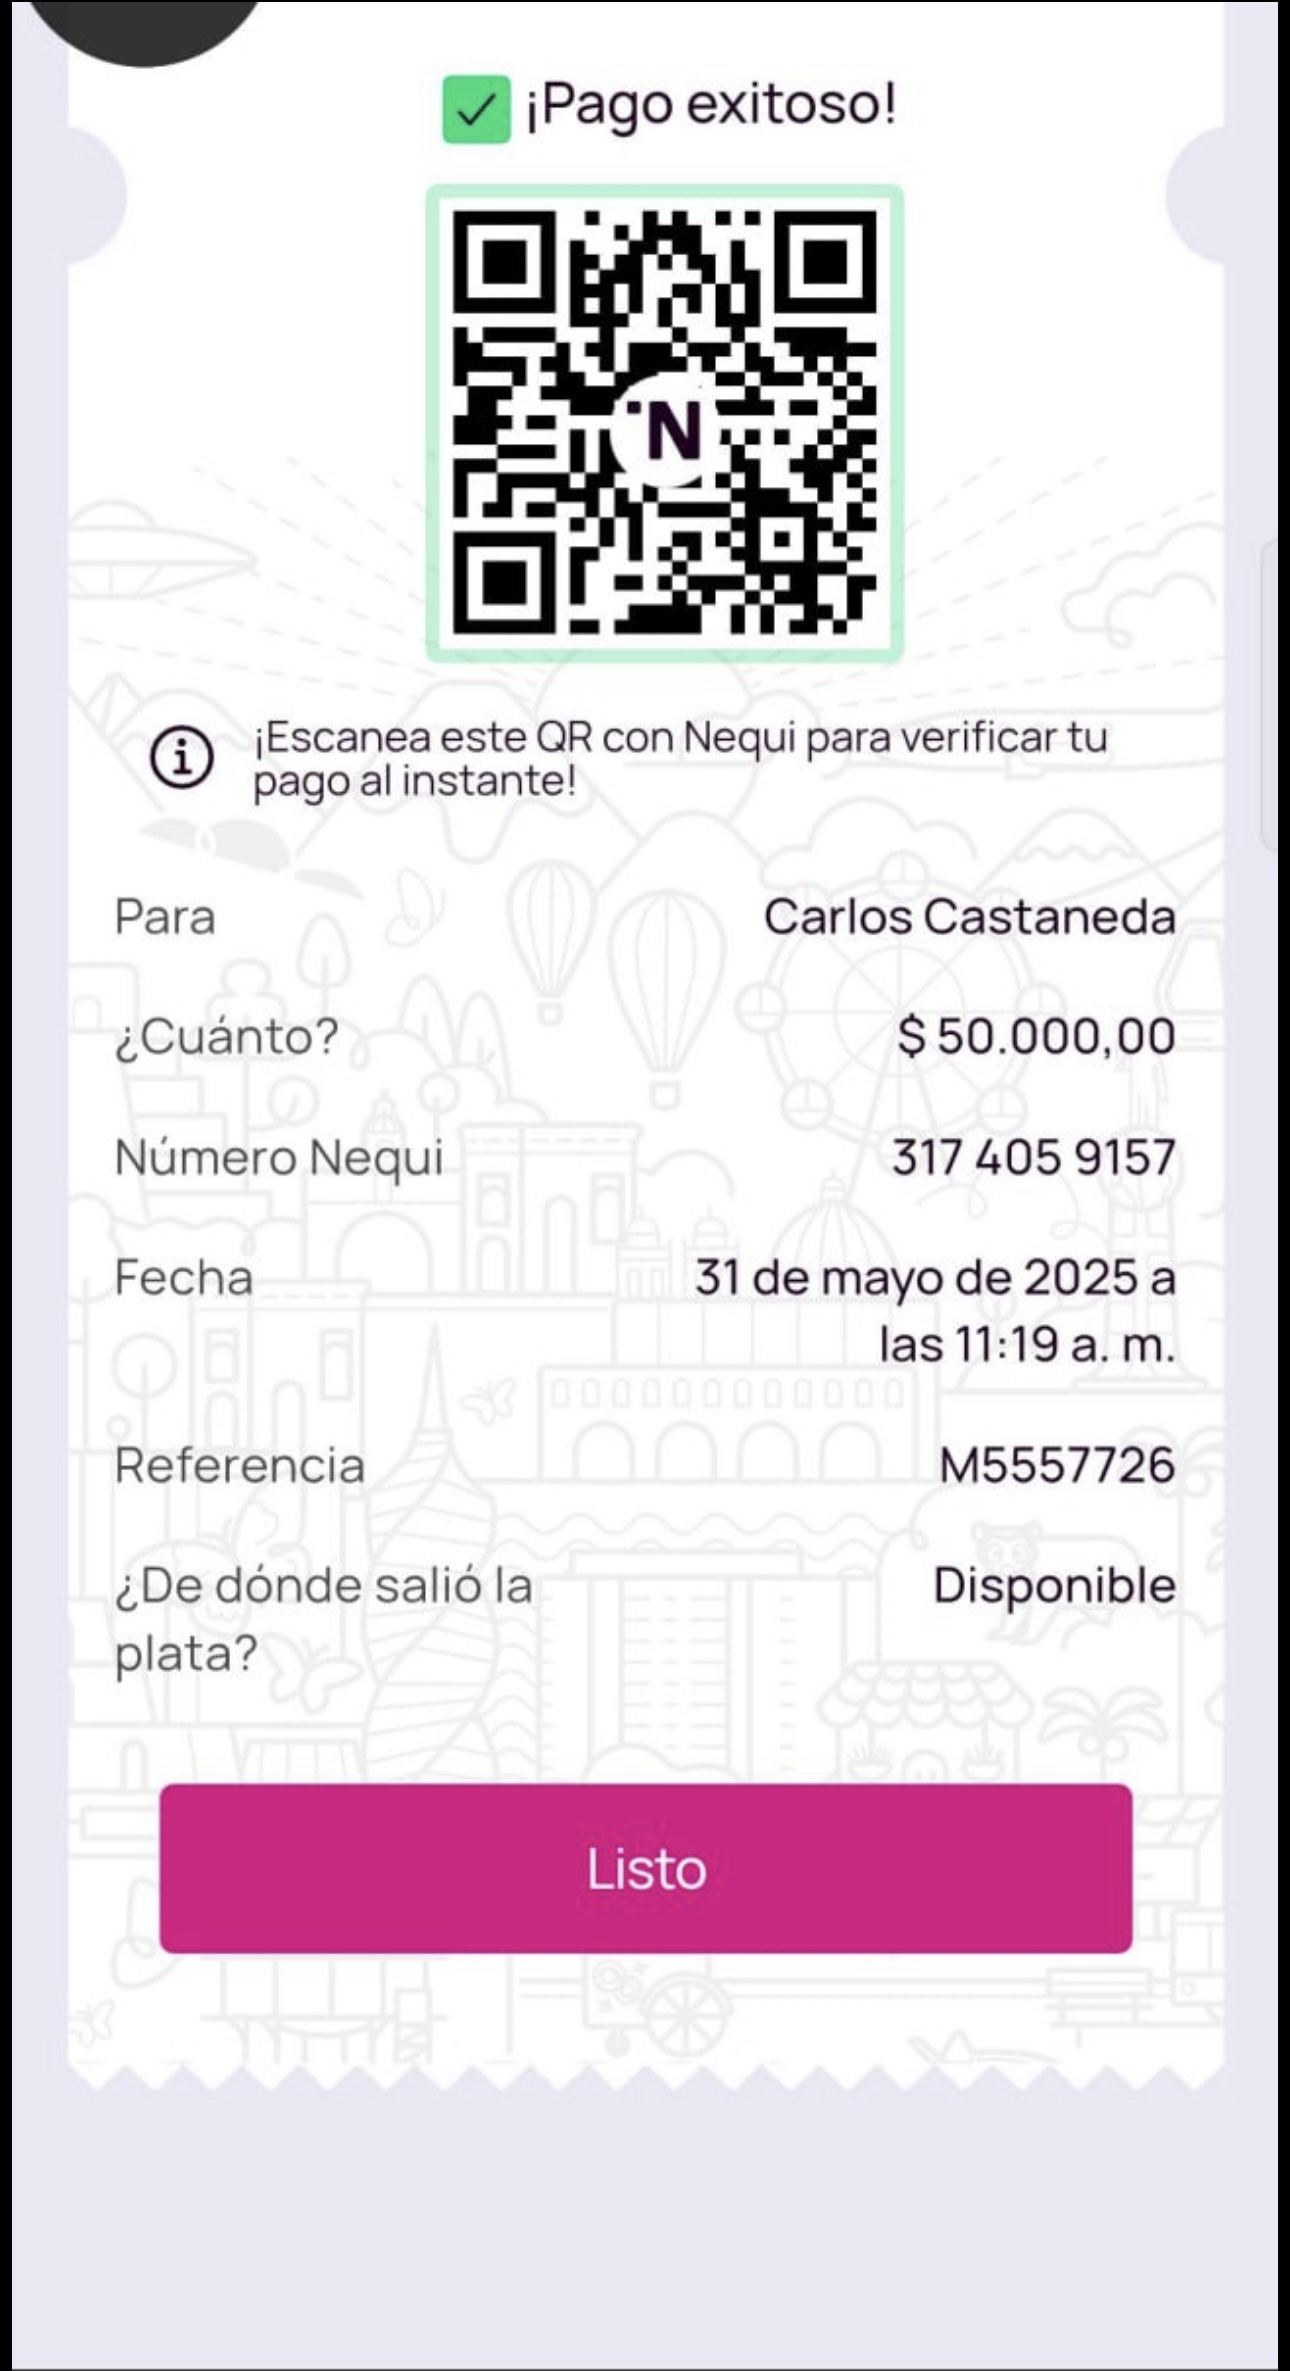 ¡Pago exitoso!
N
¡Escanea este QR con Nequi para verificar tu
pago al instante!
Para Carlos Castaneda
¿Cuánto? $ 50.000,00
Número Nequi 317 405 9157
Fecha 31 de mayo de 2025 a
las 11:19 a. m.
Referencia M5557726
¿De dónde salió la Disponible
plata?
Listo